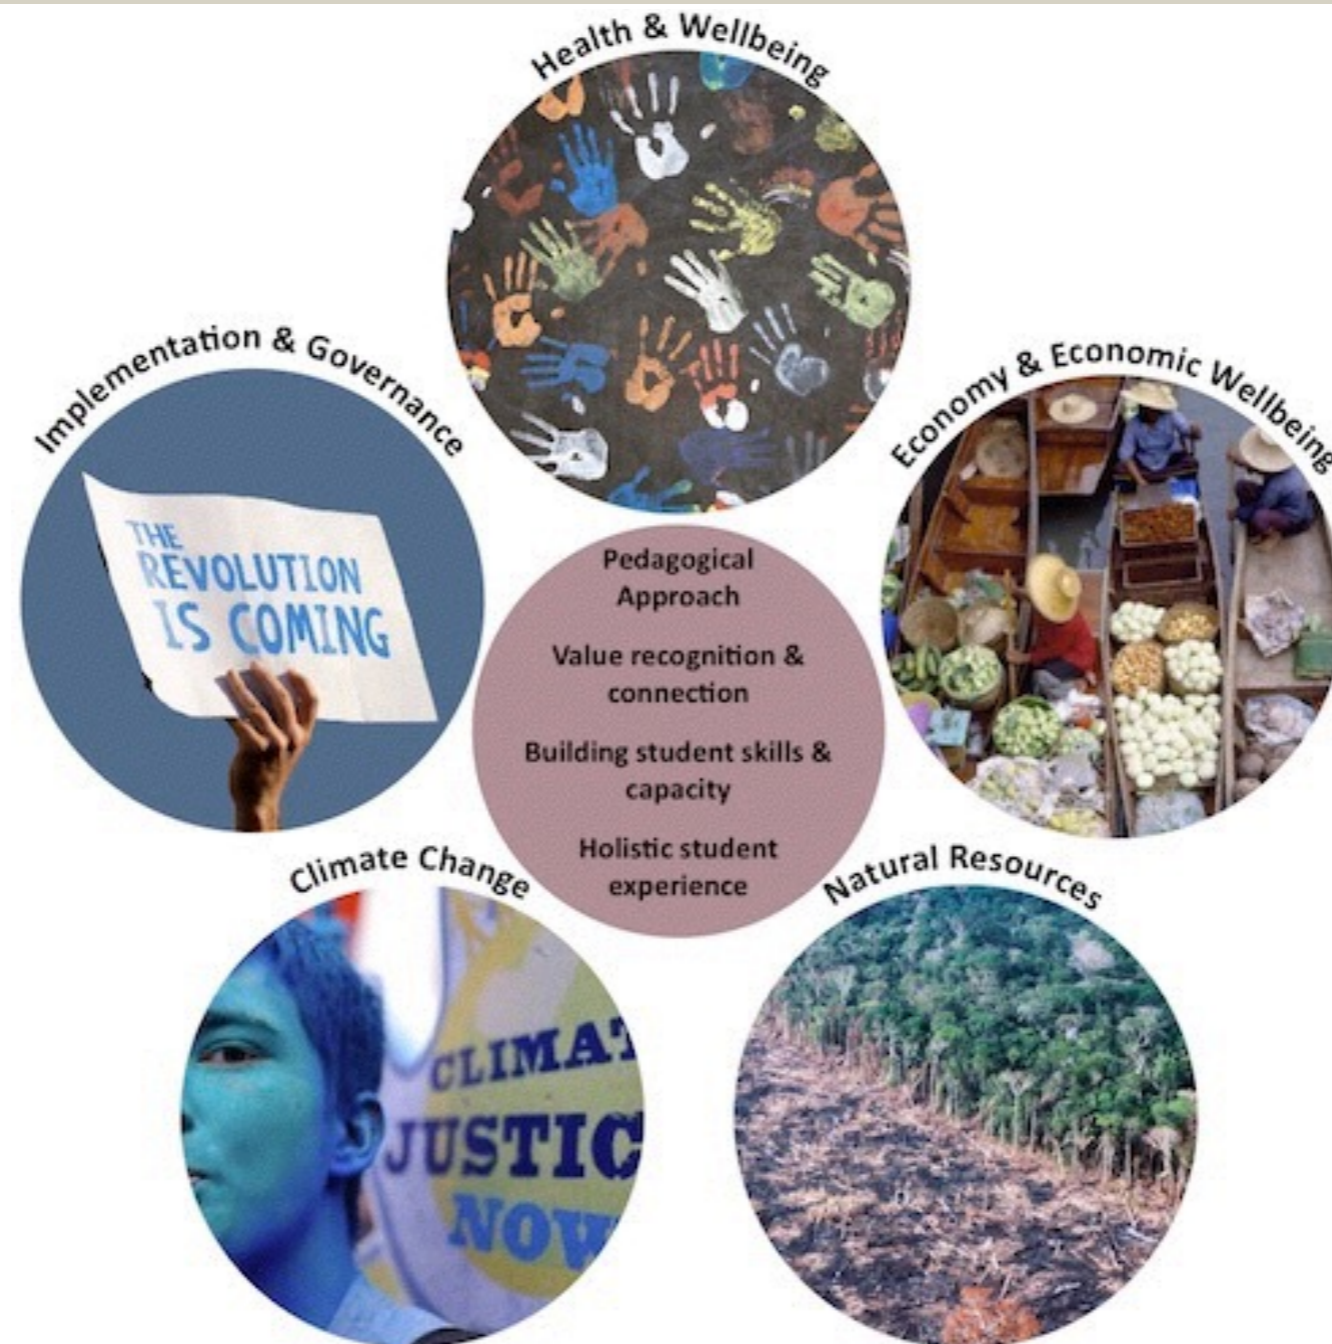 Health & Wellbeing
Implementation & Governance
Economy & Economic Wellbeing
THE
REVOLUTION
IS COMING
Pedagogical
Approach
Value recognition &
connection
Building student skills &
capacity
Holistic student
experience
Climate Change
Natural Resources
CLIMAT
JUSTIC
NOW